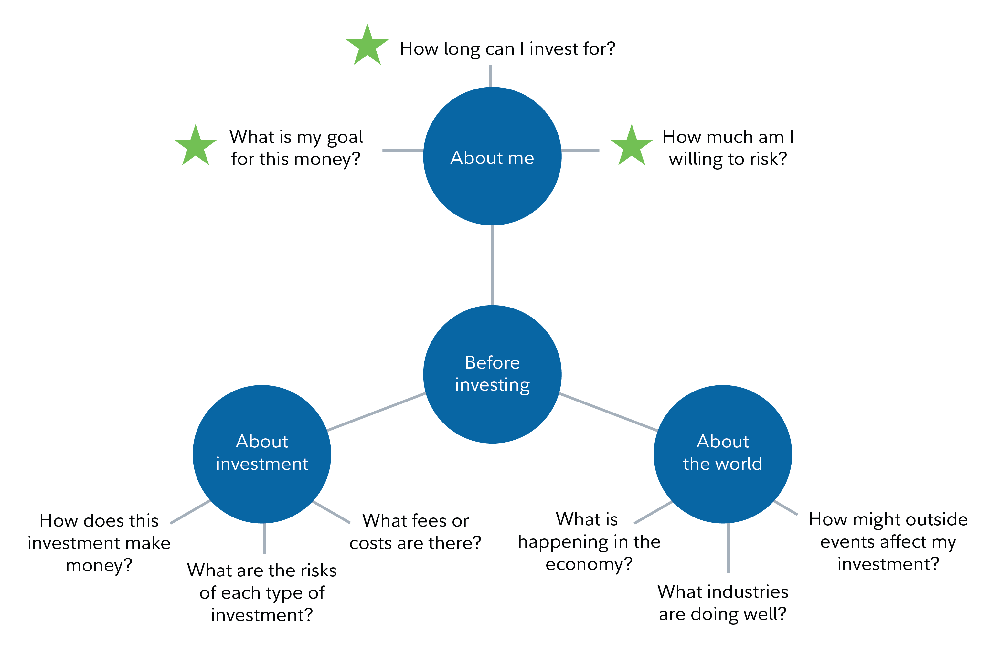 How long can I invest for?
What is my goal
for this money?
About me
How much am I
willing to risk?
Before
investing
About
investment
About
the world
How does this
investment make
money?
What are the risks
of each type of
investment?
What fees or
costs are there?
What is
happening in the
economy?
What industries
are doing well?
How might outside
events affect my
investment?